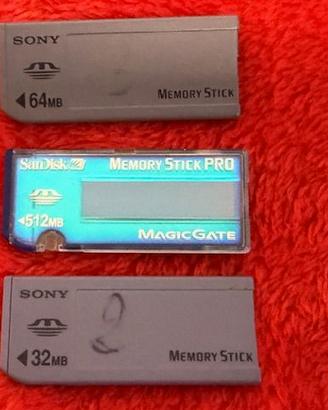 SONY
64MB
MEMORY STICK
SanDisk
MEMORY STICK PRO
512MB
MAGICGATE
SONY
2
32MB
MEMORY STICK